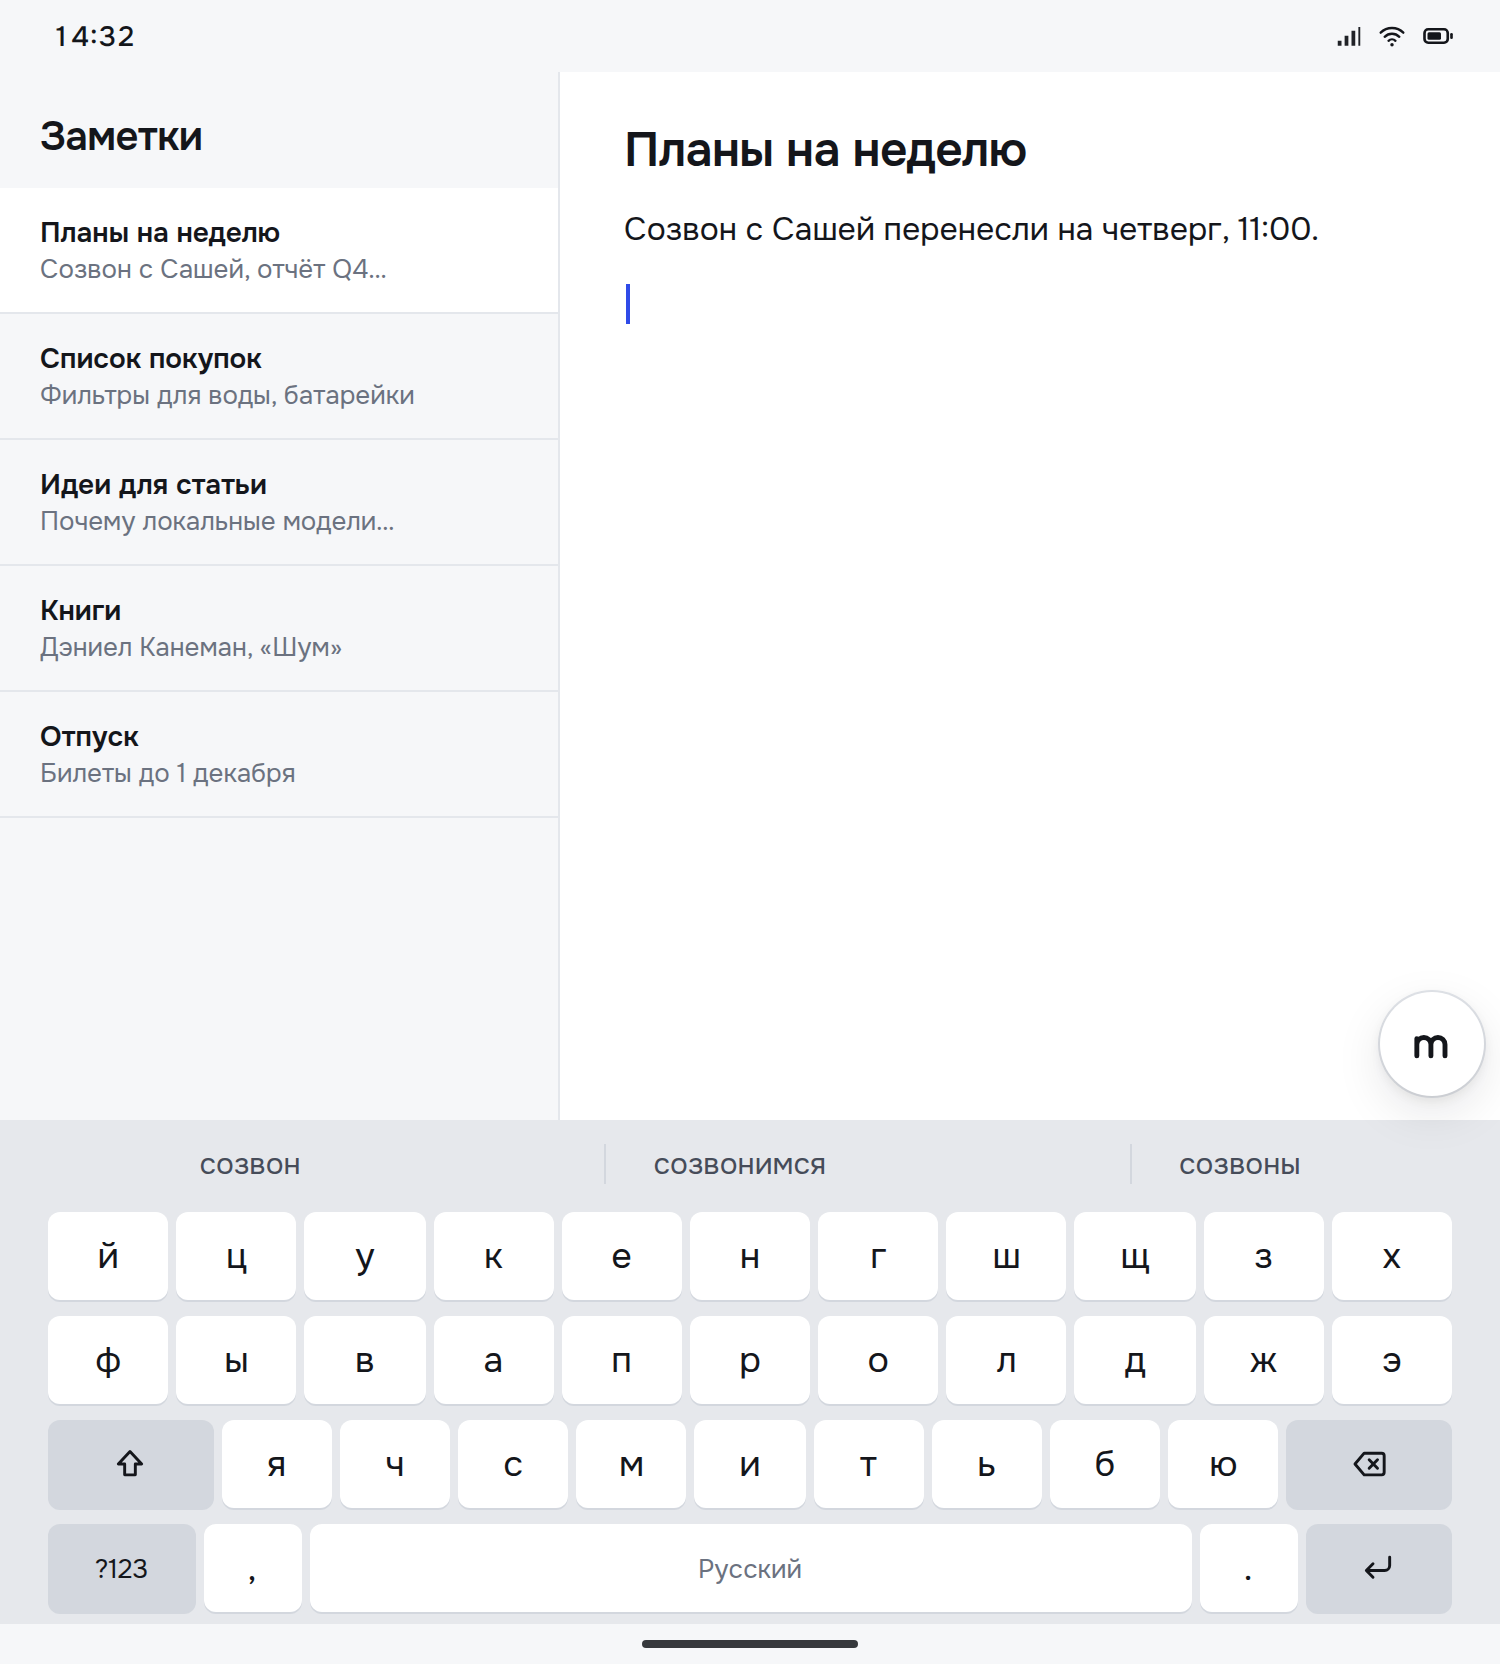 14:32
Заметки
Планы на неделю
Созвон с Сашей, отчёт Q4...
Список покупок
Фильтры для воды, батарейки
Идеи для статьи
Почему локальные модели...
Книги
Дэниел Канеман, «Шум»
Отпуск
Билеты до 1 декабря
Планы на неделю
Созвон с Сашей перенесли на четверг, 11:00.
m
созвон созвонимся созвоны
й ц у к е н г ш щ з х
ф ы в а п р о л д ж э
я ч с м и т ь б ю
?123 , Русский .